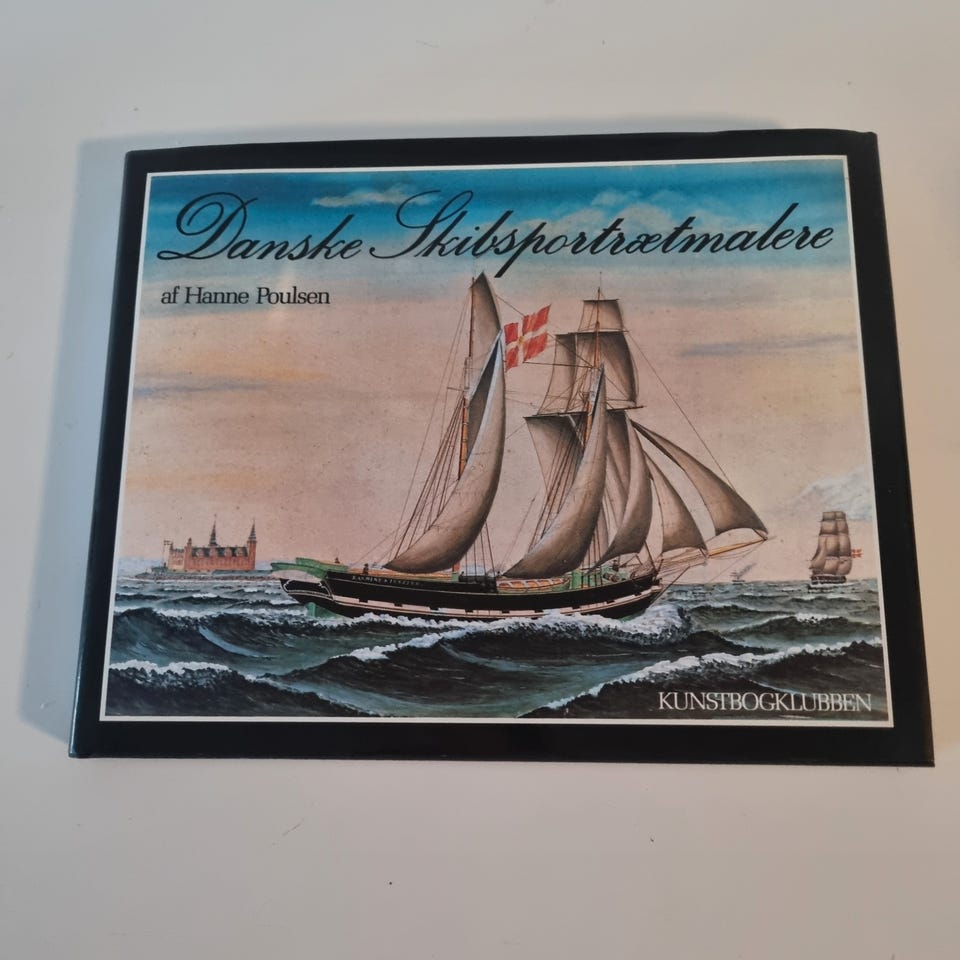 Danske Skibsportrætmalere
af Hanne Poulsen
KUNSTBOGKLUBBEN